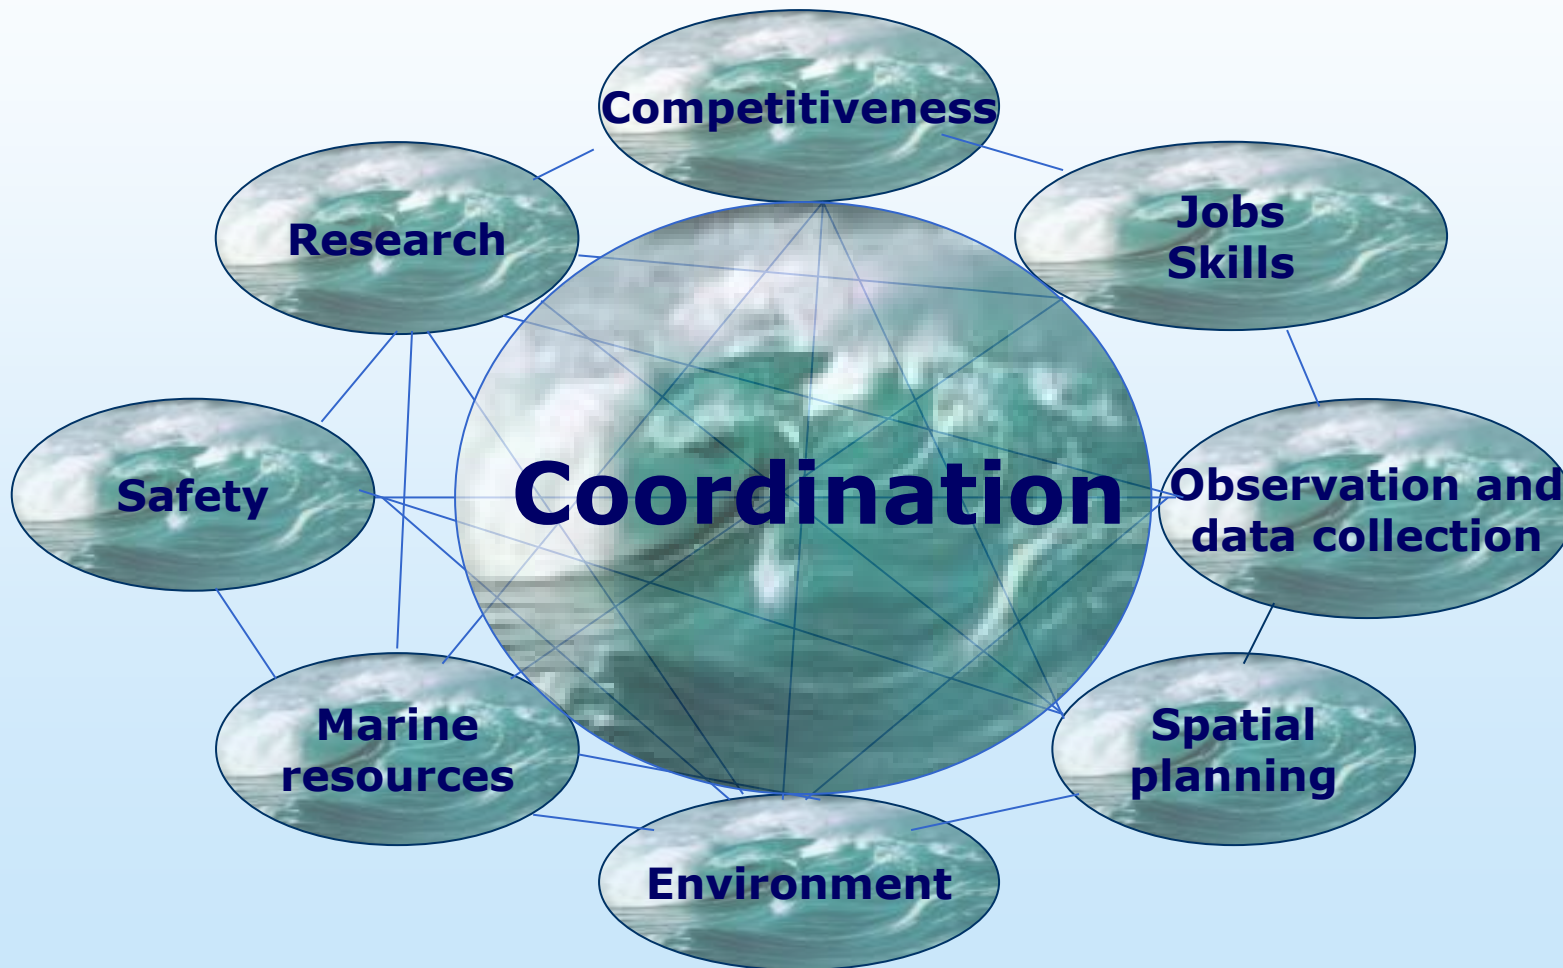 Competitiveness
Research
Jobs
Skills
Safety
Coordination
Observation and
data collection
Marine
resources
Spatial
planning
Environment